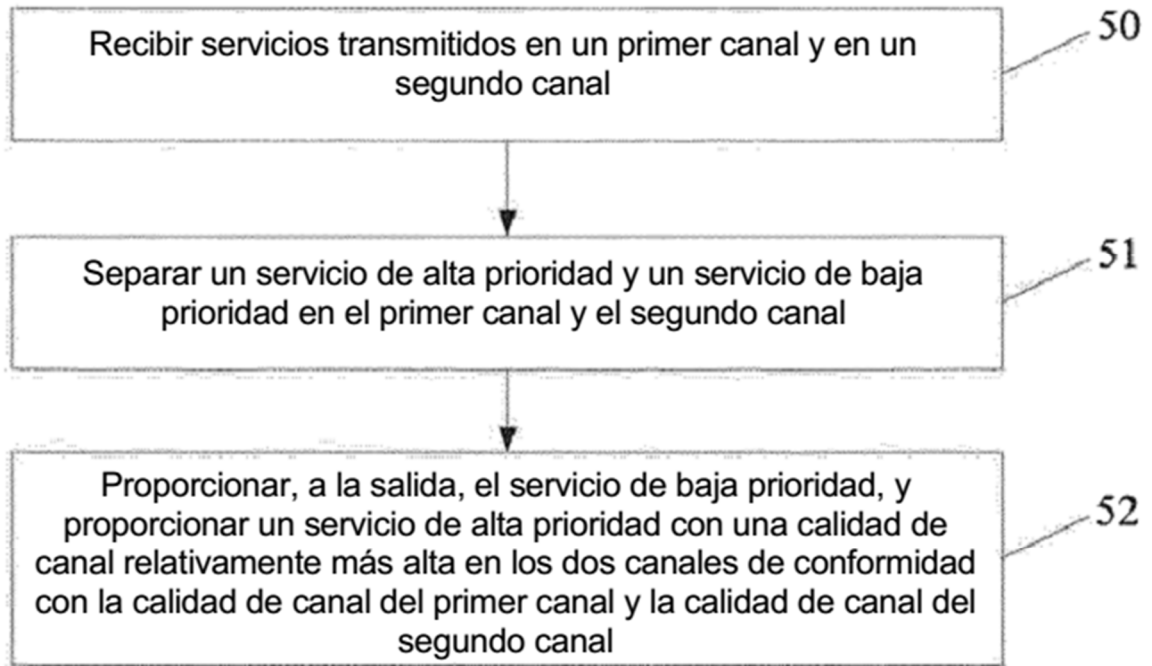 Recibir servicios transmitidos en un primer canal y en un
segundo canal
50
Separar un servicio de alta prioridad y un servicio de baja
prioridad en el primer canal y el segundo canal
51
Proporcionar, a la salida, el servicio de baja prioridad, y
proporcionar un servicio de alta prioridad con una calidad de
canal relativamente más alta en los dos canales de conformidad
con la calidad de canal del primer canal y la calidad de canal del
segundo canal
52